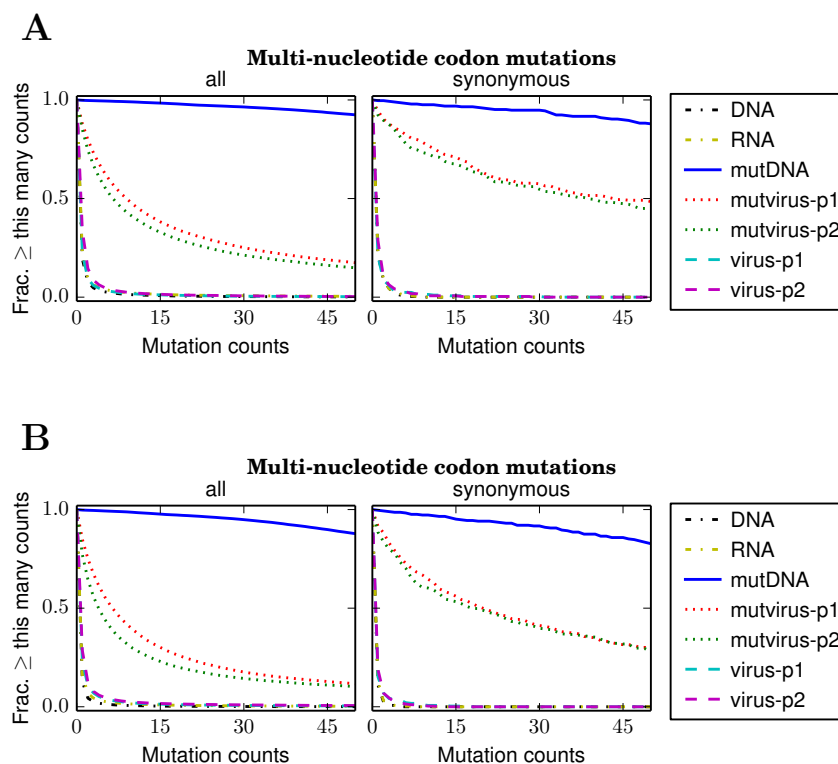 A
Multi-nucleotide codon mutations
all
synonymous
Frac. ≥ this many counts
1.0
0.5
0.0
0 15 30 45
0 15 30 45
Mutation counts
Mutation counts
DNA
RNA
mutDNA
mutvirus-p1
mutvirus-p2
virus-p1
virus-p2
B
Multi-nucleotide codon mutations
all
synonymous
Frac. ≥ this many counts
1.0
0.5
0.0
0 15 30 45
0 15 30 45
Mutation counts
Mutation counts
DNA
RNA
mutDNA
mutvirus-p1
mutvirus-p2
virus-p1
virus-p2